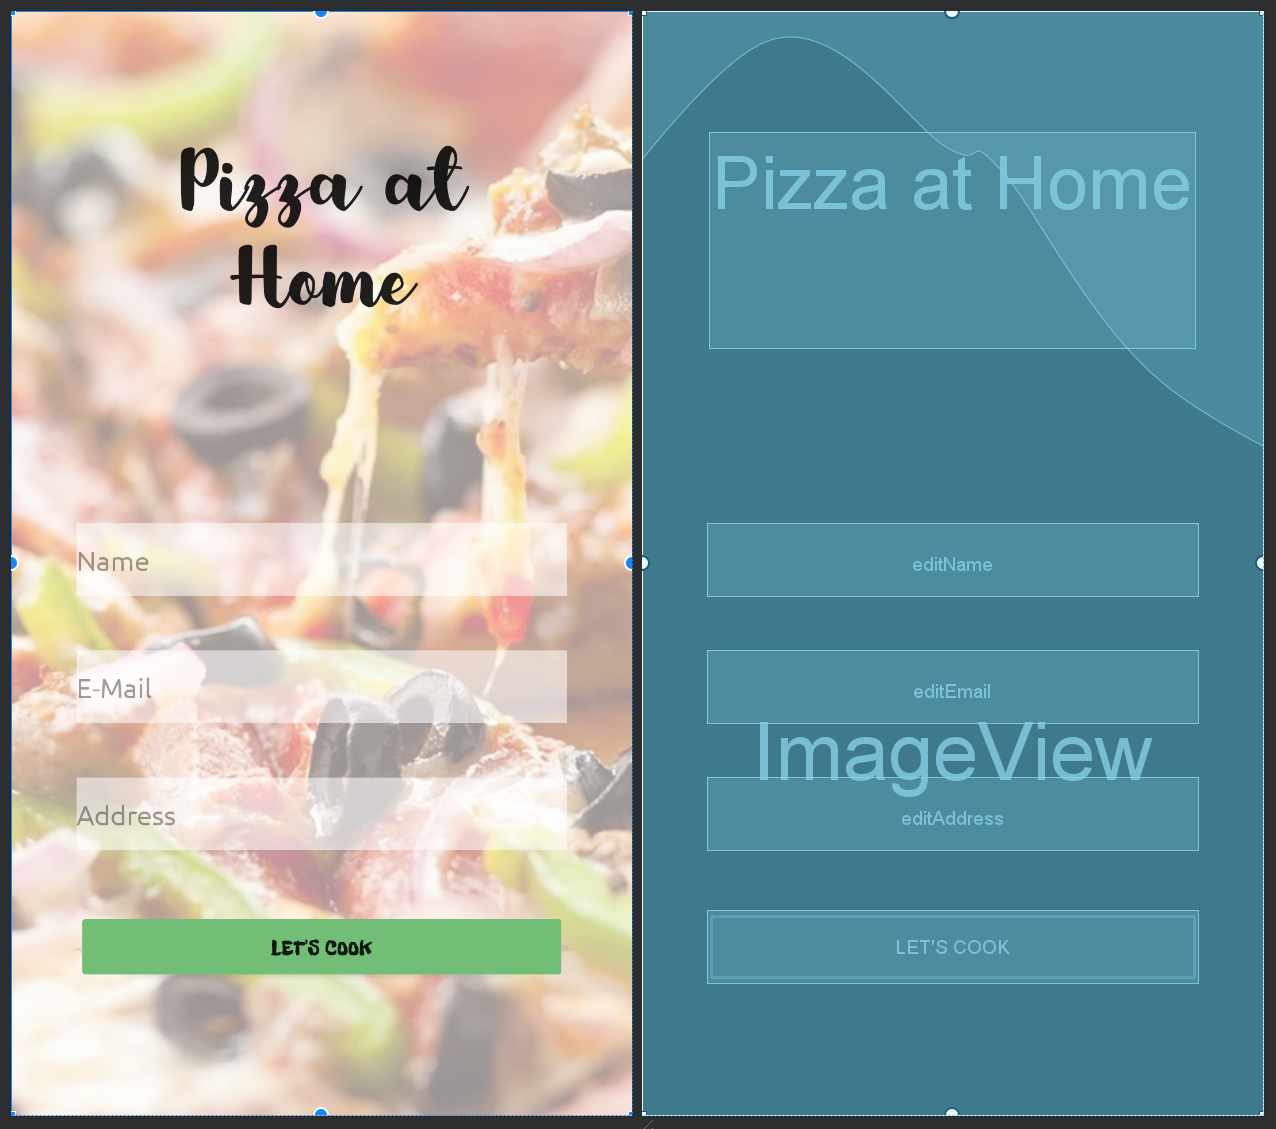 Pizza at
Home
Name
E-Mail
Address
LET'S COOK
Pizza at Home
editName
editEmail
ImageView
editAddress
LET'S COOK